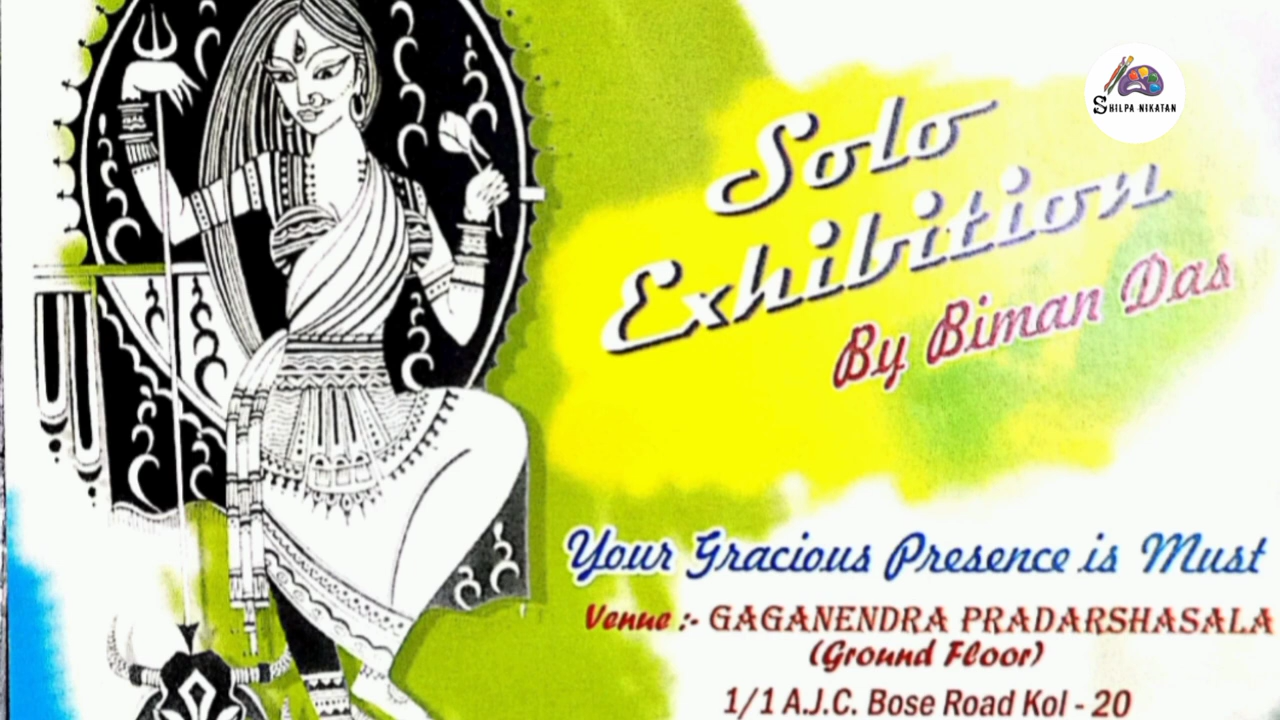 SHILPA NIKATAN
Solo
Exhibition
By Biman Das
Your Gracious Presence is Must
Venue :- GAGANENDRA PRADARSHASALA
(Ground Floor)
1/1 A.J.C. Bose Road Kol - 20